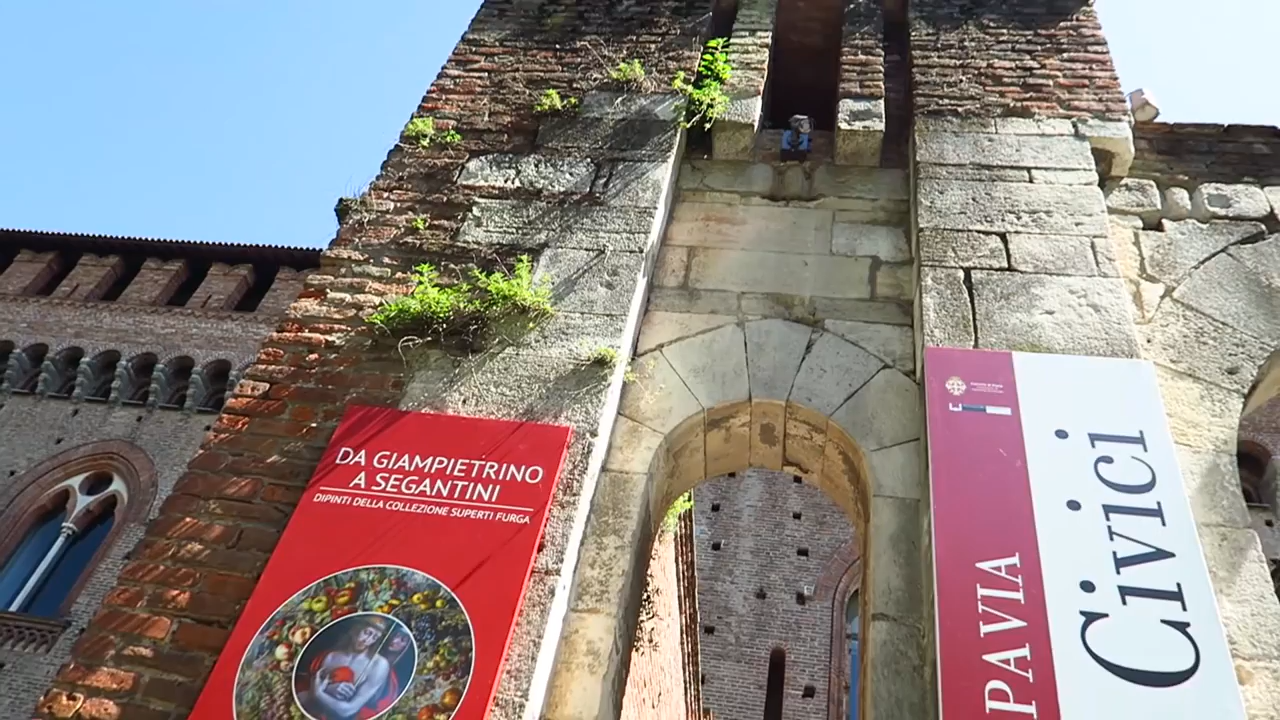 DA GIAMPIETRINO
A SEGANTINI
DIPINTI DELLA COLLEZIONE SUPERTI FURGA
PAVIA
Civici